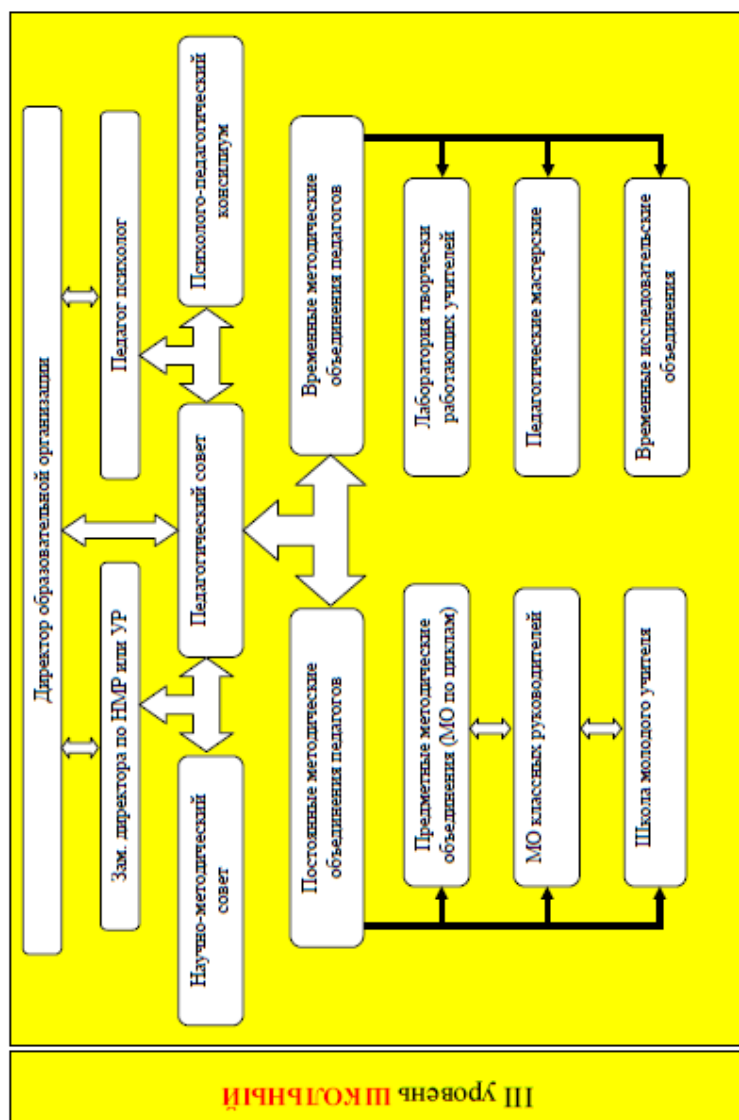 III уровень ШКОЛЬНЫЙ
Директор образовательной организации
Зам. директора по НМР или УР
Педагог психолог
Научно-методический
совет
Педагогический совет
Психолого-педагогический
консилиум
Постоянные методические
объединения педагогов
Временные методические
объединения педагогов
Предметные методические
объединения (МО по циклам)
Лаборатория творчески
работающих учителей
МО классных руководителей
Педагогические мастерские
Школа молодого учителя
Временные исследовательские
объединения